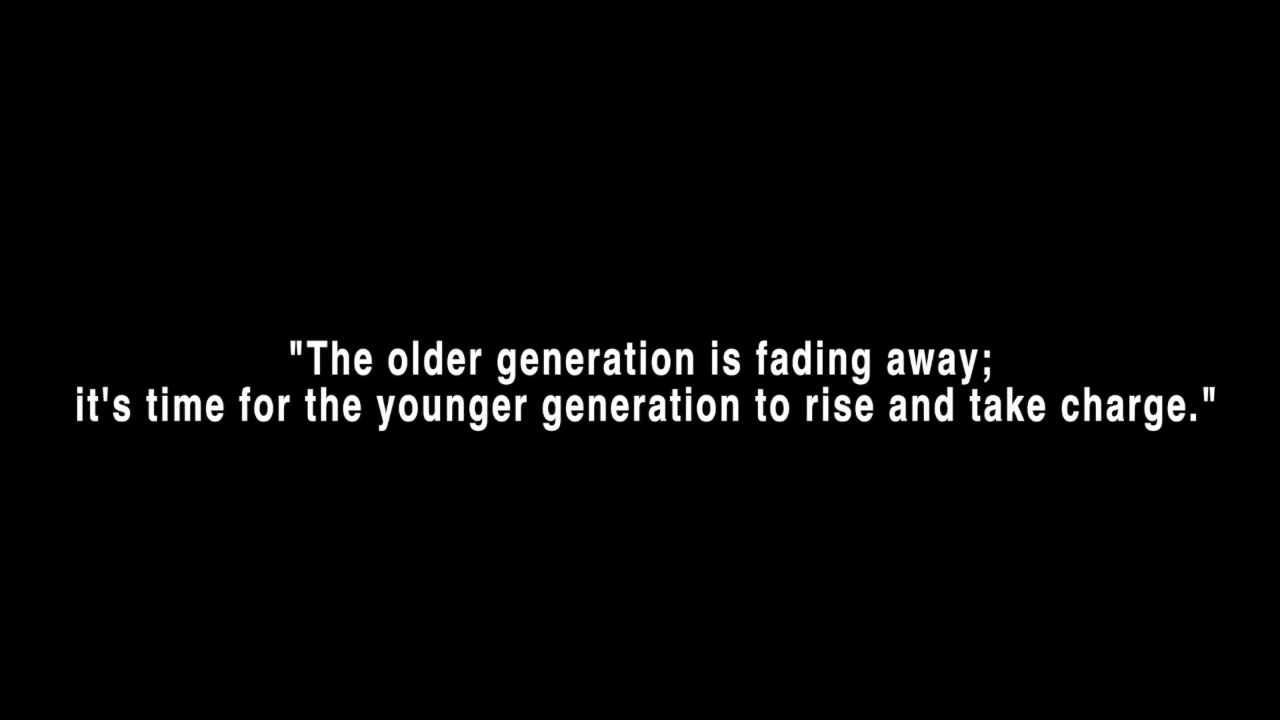 "The older generation is fading away;
it's time for the younger generation to rise and take charge."